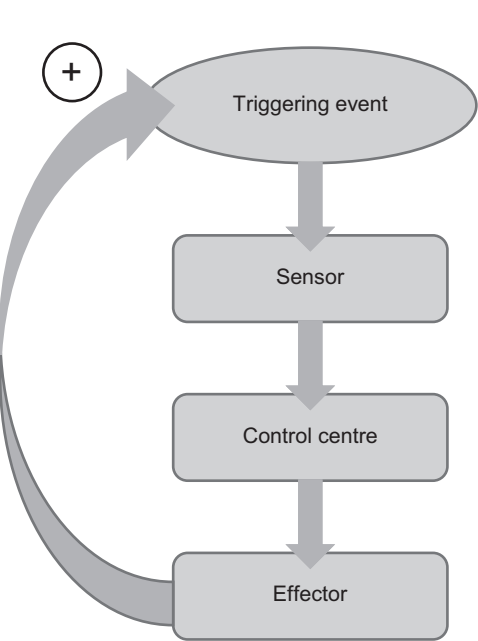 +
Triggering event
Sensor
Control centre
Effector